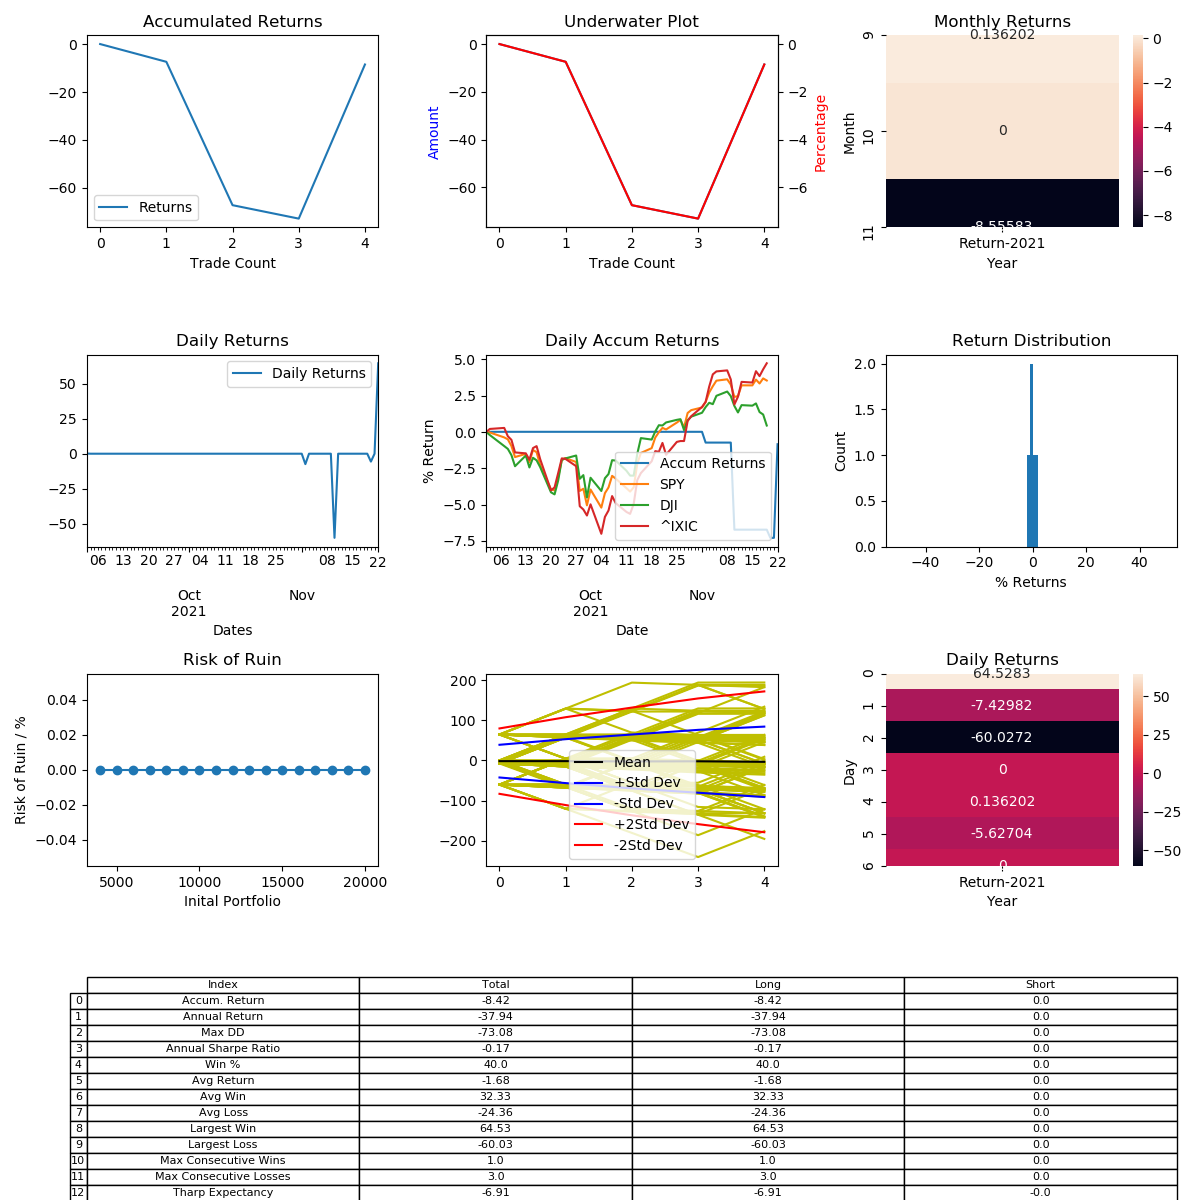 Accumulated Returns
0
−20
−40
−60
Returns
0 1 2 3 4
Trade Count
Underwater Plot
0
−20
−40
−60
Amount
0
−2
−4
−6
Percentage
0 1 2 3 4
Trade Count
Monthly Returns
0.136202
0
-8.55583
9
10
11
Month
Return-2021
Year
0
−2
−4
−6
−8
Daily Returns
50
25
0
−25
−50
Daily Returns
06 13 20 27 04 11 18 25 08 15 22
Oct Nov
2021
Dates
Daily Accum Returns
5.0
2.5
0.0
−2.5
−5.0
−7.5
% Return
Accum Returns
SPY
DJI
^IXIC
06 13 20 27 04 11 18 25 08 15 22
Oct Nov
2021
Date
Return Distribution
2.0
1.5
1.0
0.5
0.0
Count
−40 −20 0 20 40
% Returns
Risk of Ruin
0.04
0.02
0.00
−0.02
−0.04
Risk of Ruin / %
5000 10000 15000 20000
Inital Portfolio
200
100
0
−100
−200
Mean
+Std Dev
-Std Dev
+2Std Dev
-2Std Dev
0 1 2 3 4
Daily Returns
64.5283
-7.42982
-60.0272
0
0.136202
-5.62704
0
0
1
2
3
4
5
6
Day
Return-2021
Year
50
25
0
−25
−50
Index Total Long Short
0 Accum. Return -8.42 -8.42 0.0
1 Annual Return -37.94 -37.94 0.0
2 Max DD -73.08 -73.08 0.0
3 Annual Sharpe Ratio -0.17 -0.17 0.0
4 Win % 40.0 40.0 0.0
5 Avg Return -1.68 -1.68 0.0
6 Avg Win 32.33 32.33 0.0
7 Avg Loss -24.36 -24.36 0.0
8 Largest Win 64.53 64.53 0.0
9 Largest Loss -60.03 -60.03 0.0
10 Max Consecutive Wins 1.0 1.0 0.0
11 Max Consecutive Losses 3.0 3.0 0.0
12 Tharp Expectancy -6.91 -6.91 -0.0